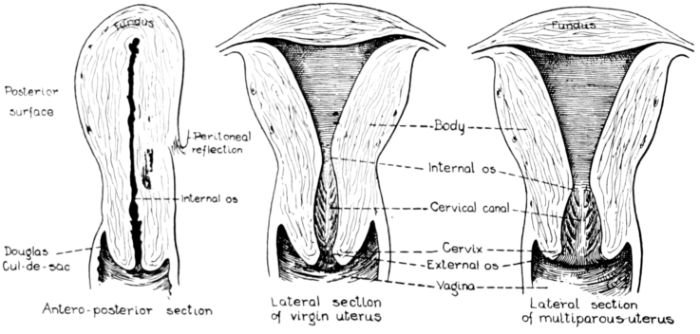 Fundus
Posterior
surface
Peritoneal
reflection
Internal os
Douglas
Cul-de-sac
Antero-posterior section
Body
Internal os
Cervical canal
Cervix
External os
Vagina
Lateral section
of virgin uterus
Fundus
Lateral section
of multiparous uterus